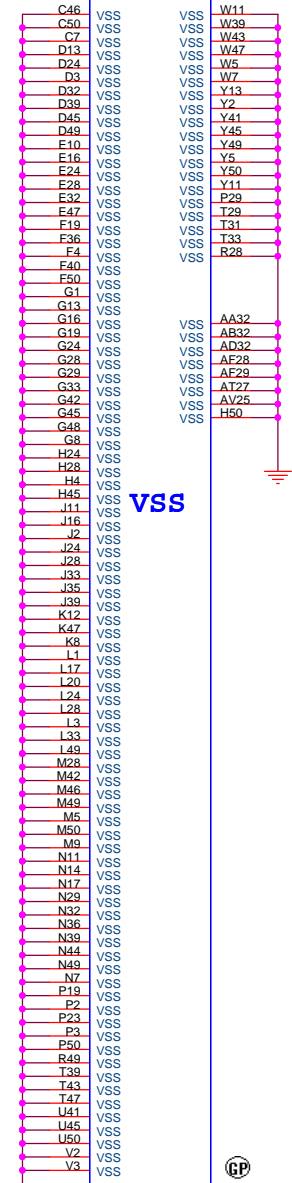 C46 VSS
C50 VSS
C7 VSS
D13 VSS
D24 VSS
D3 VSS
D32 VSS
D39 VSS
D45 VSS
D49 VSS
E10 VSS
E16 VSS
E24 VSS
E28 VSS
E32 VSS
E47 VSS
F19 VSS
F36 VSS
F4 VSS
F40 VSS
F50 VSS
G1 VSS
G13 VSS
G16 VSS
G19 VSS
G24 VSS
G28 VSS
G29 VSS
G33 VSS
G42 VSS
G45 VSS
G48 VSS
G8 VSS
H24 VSS
H28 VSS
H4 VSS
H45 VSS
J11 VSS
J16 VSS
J2 VSS
J24 VSS
J28 VSS
J33 VSS
J35 VSS
J39 VSS
K12 VSS
K47 VSS
K8 VSS
L1 VSS
L17 VSS
L20 VSS
L24 VSS
L28 VSS
L3 VSS
L33 VSS
L49 VSS
M28 VSS
M42 VSS
M46 VSS
M49 VSS
M5 VSS
M50 VSS
M9 VSS
N11 VSS
N14 VSS
N17 VSS
N29 VSS
N32 VSS
N36 VSS
N39 VSS
N44 VSS
N49 VSS
N7 VSS
P19 VSS
P2 VSS
P23 VSS
P3 VSS
P50 VSS
R49 VSS
T39 VSS
T43 VSS
T47 VSS
U41 VSS
U45 VSS
U50 VSS
V2 VSS
V3 VSS
VSS
VSS W11
VSS W39
VSS W43
VSS W47
VSS W5
VSS W7
VSS Y13
VSS Y2
VSS Y41
VSS Y45
VSS Y49
VSS Y5
VSS Y50
VSS Y11
VSS P29
VSS T29
VSS T31
VSS T33
VSS R28
VSS AA32
VSS AB32
VSS AD32
VSS AF28
VSS AF29
VSS AT27
VSS AV25
VSS H50
GP